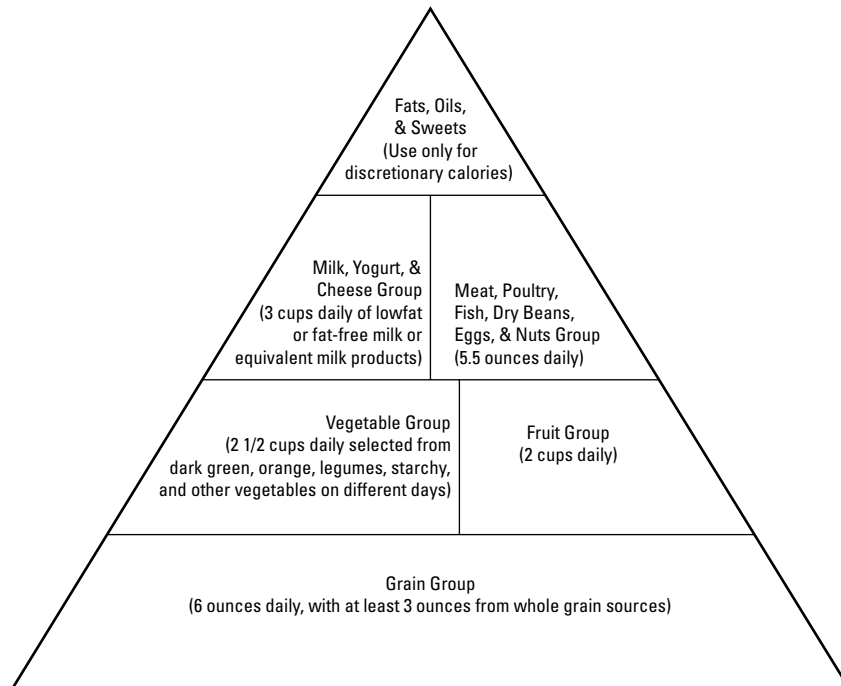 Fats, Oils,
& Sweets
(Use only for
discretionary calories)
Milk, Yogurt, &
Cheese Group
(3 cups daily of lowfat
or fat-free milk or
equivalent milk products)
Meat, Poultry,
Fish, Dry Beans,
Eggs, & Nuts Group
(5.5 ounces daily)
Vegetable Group
(2 1/2 cups daily selected from
dark green, orange, legumes, starchy,
and other vegetables on different days)
Fruit Group
(2 cups daily)
Grain Group
(6 ounces daily, with at least 3 ounces from whole grain sources)